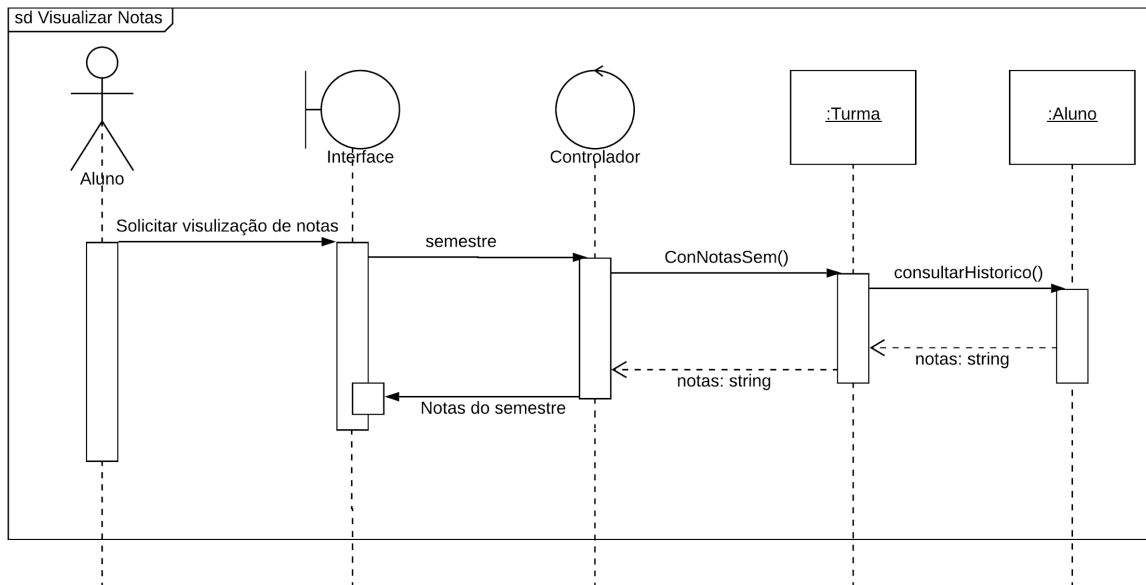 sd Visualizar Notas
Aluno
Interface
Controlador
:Turma
:Aluno
Solicitar visulização de notas
semestre
ConNotasSem()
consultarHistorico()
notas: string
notas: string
Notas do semestre